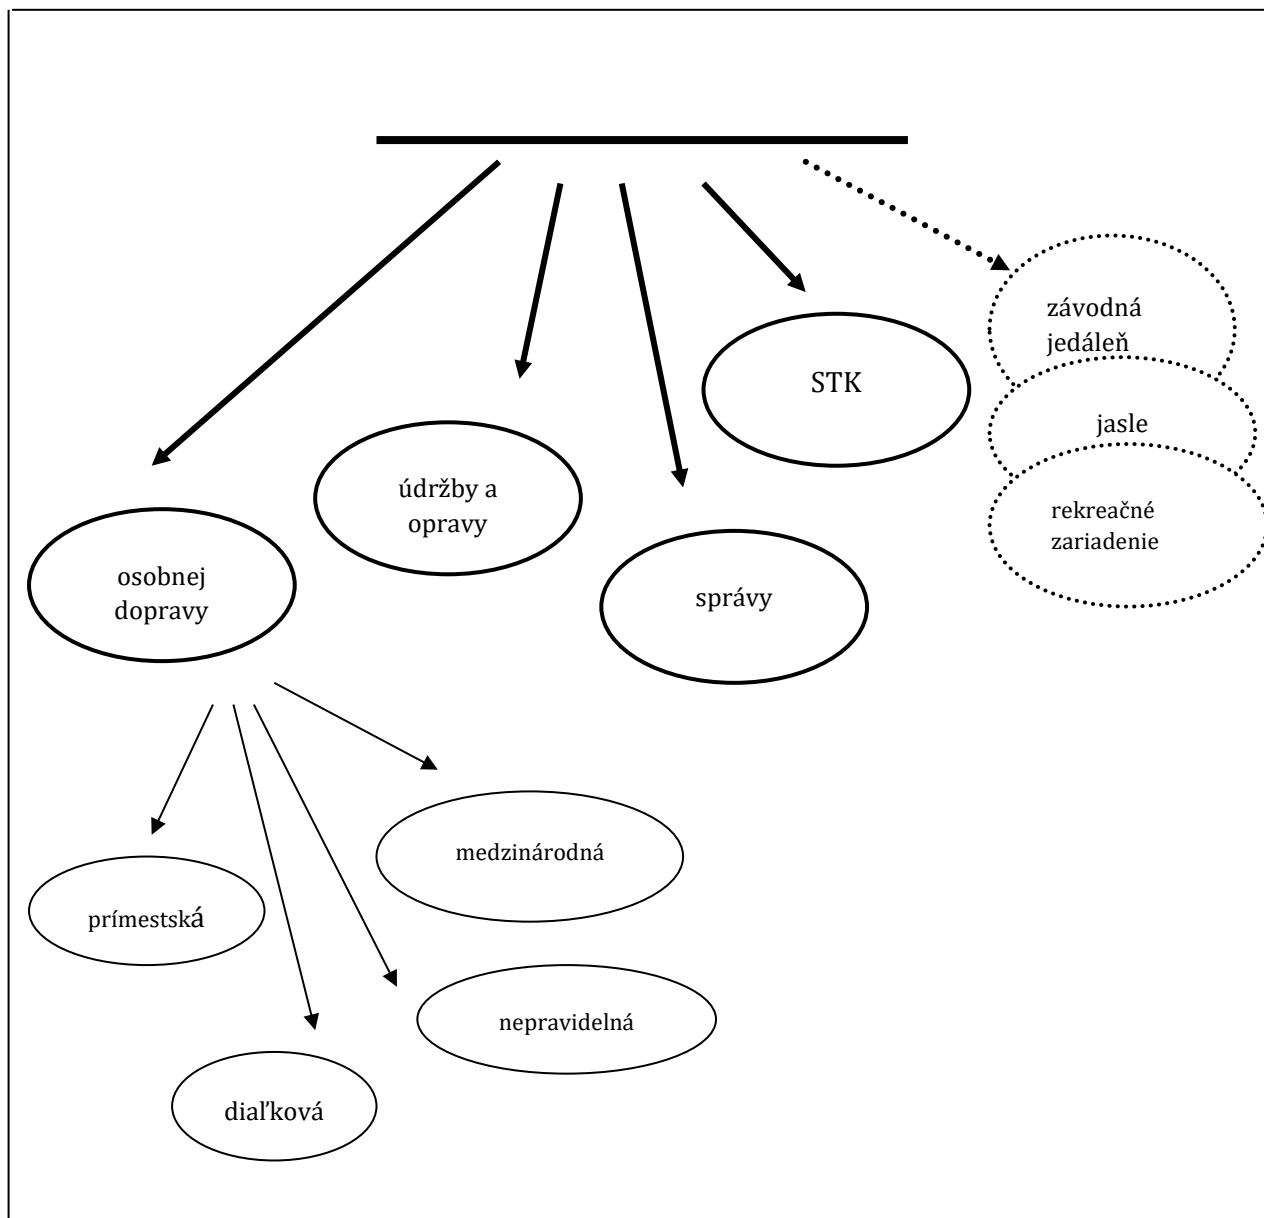 závodná
jedáleň
STK
jasle
údržby a
opravy
rekreačné
zariadenie
osobnej
dopravy
správy
medzinárodná
prímestská
nepravidelná
diaľková